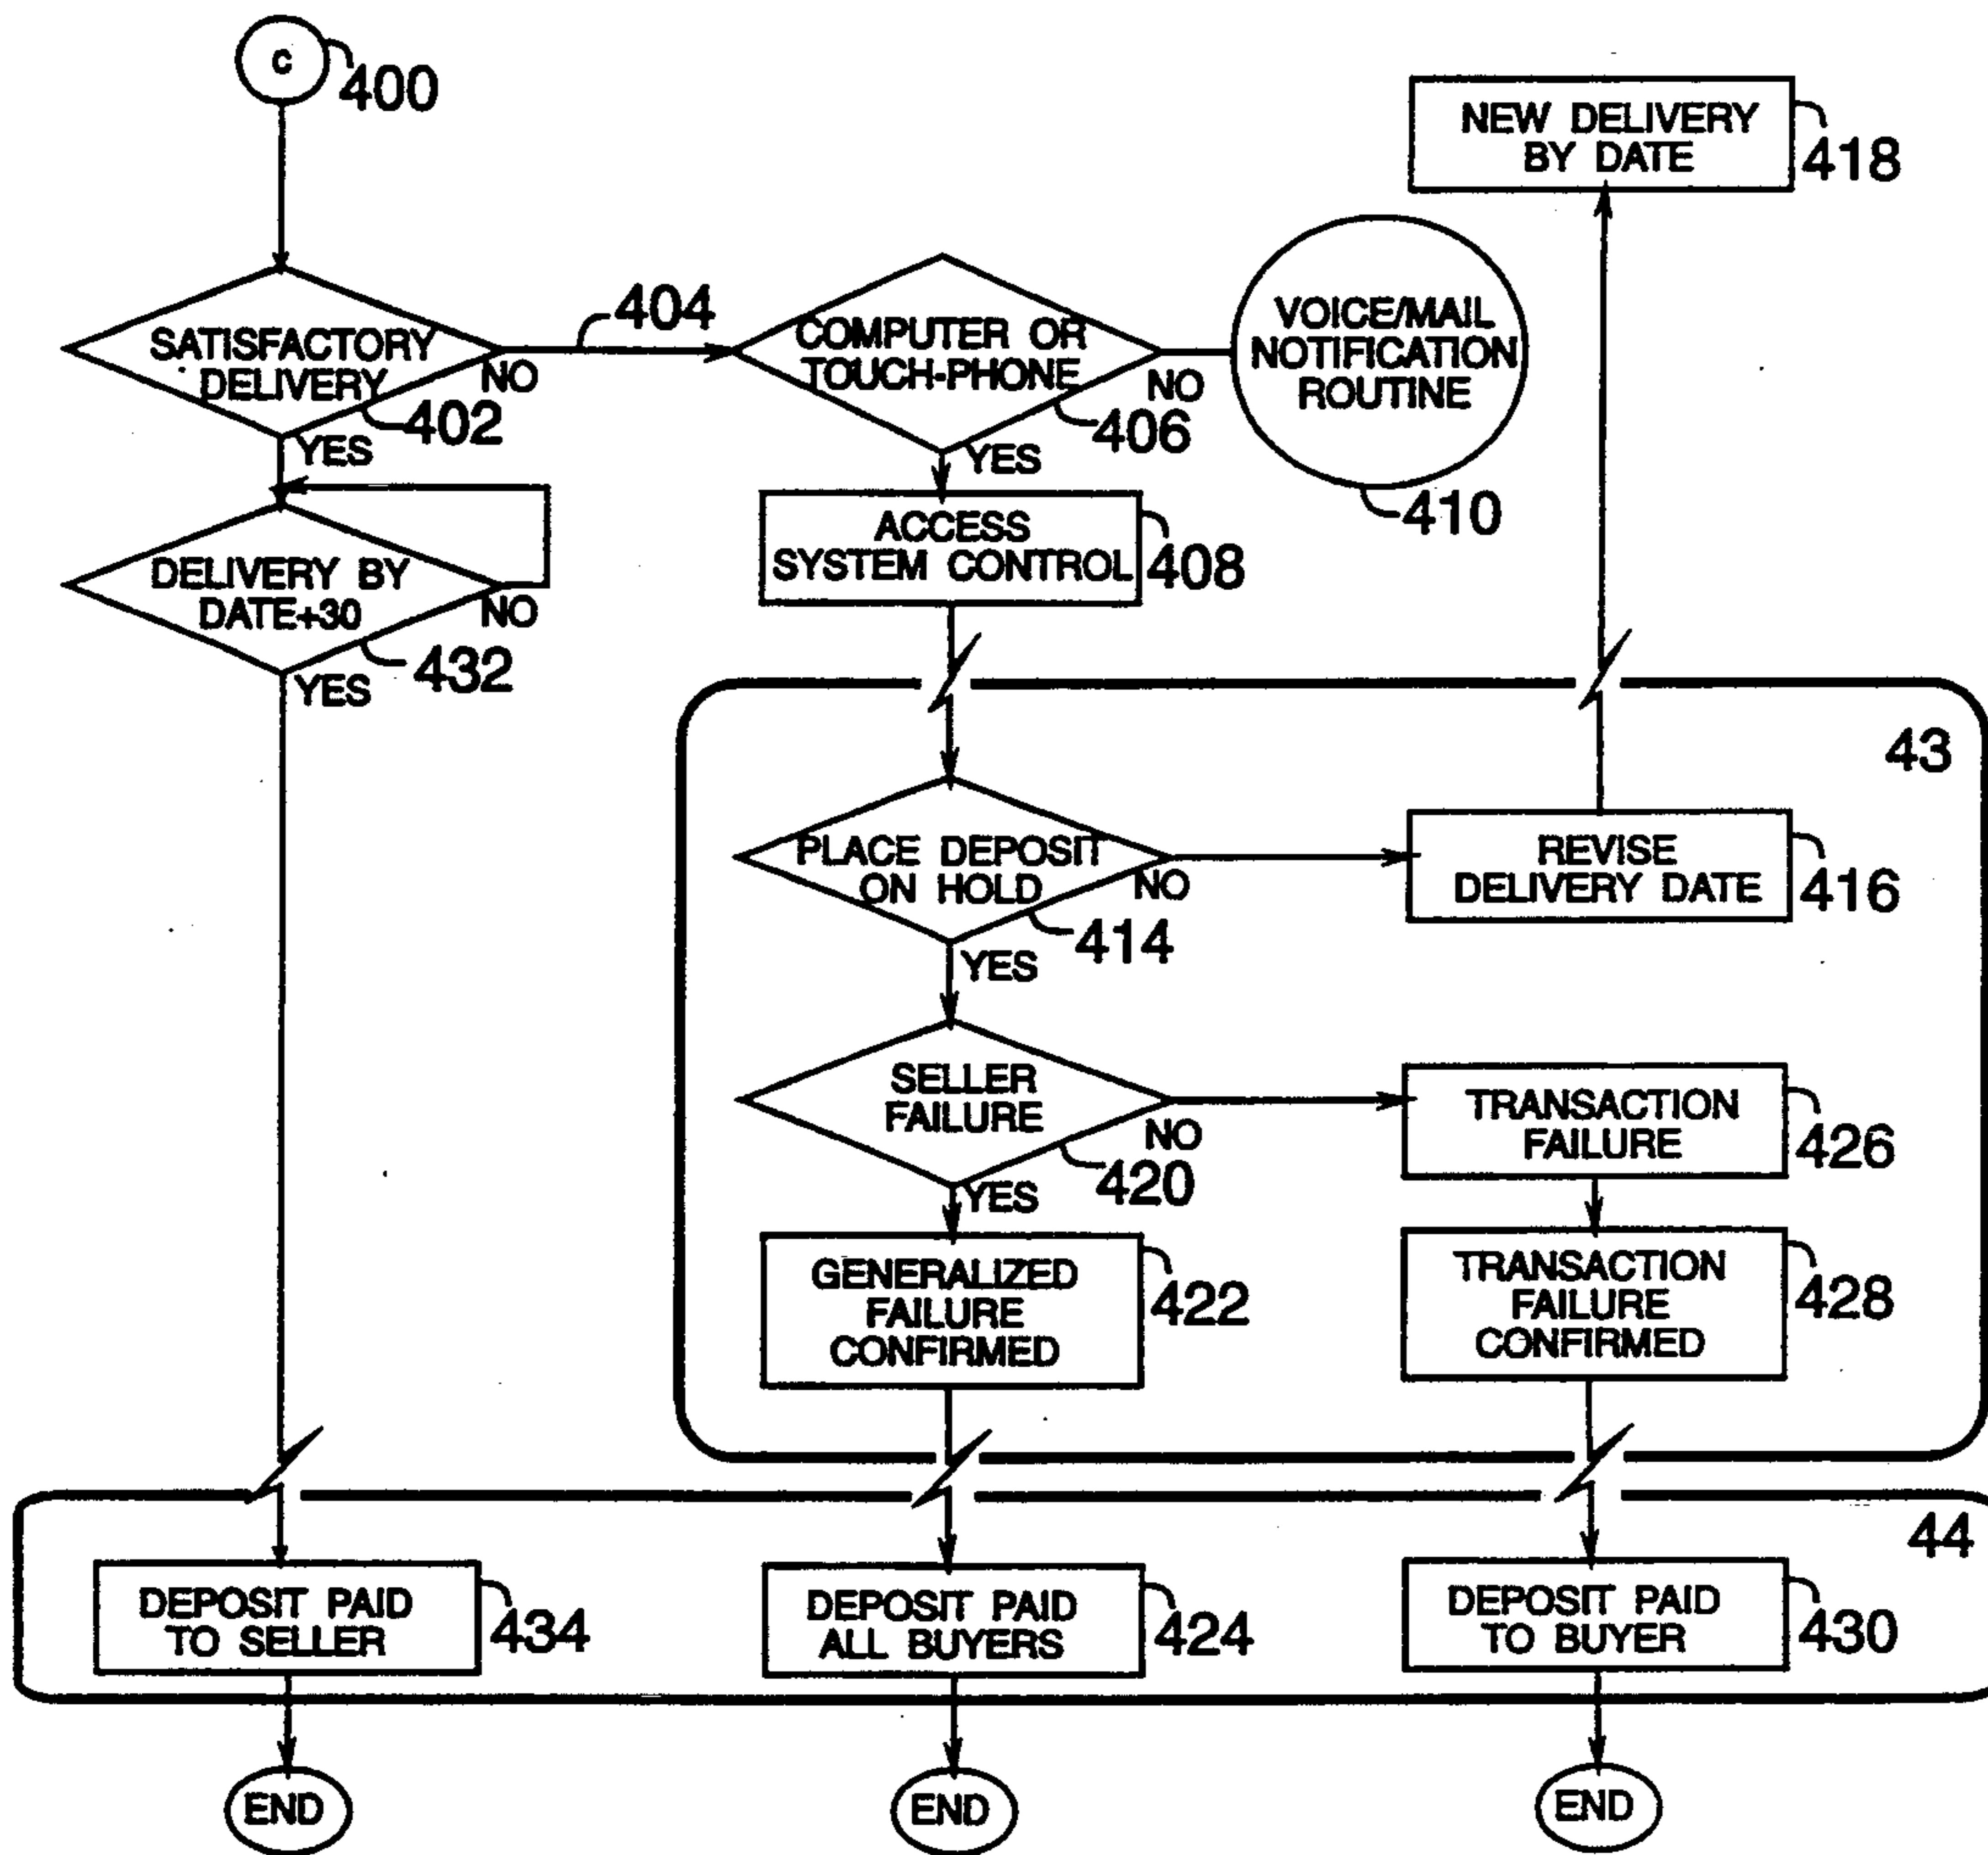 C
400
NEW DELIVERY
BY DATE
418
SATISFACTORY
DELIVERY
NO
402
YES
404
COMPUTER OR
TOUCH-PHONE
NO
406
YES
VOICE/MAIL
NOTIFICATION
ROUTINE
410
ACCESS
SYSTEM CONTROL
408
DELIVERY BY
DATE+30
NO
432
YES
43
PLACE DEPOSIT
ON HOLD
NO
414
YES
REVISE
DELIVERY DATE
416
SELLER
FAILURE
NO
420
YES
TRANSACTION
FAILURE
426
GENERALIZED
FAILURE
CONFIRMED
422
TRANSACTION
FAILURE
CONFIRMED
428
44
DEPOSIT PAID
TO SELLER
434
DEPOSIT PAID
ALL BUYERS
424
DEPOSIT PAID
TO BUYER
430
END
END
END